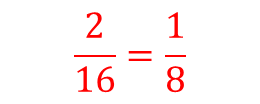 2/16 = 1/8